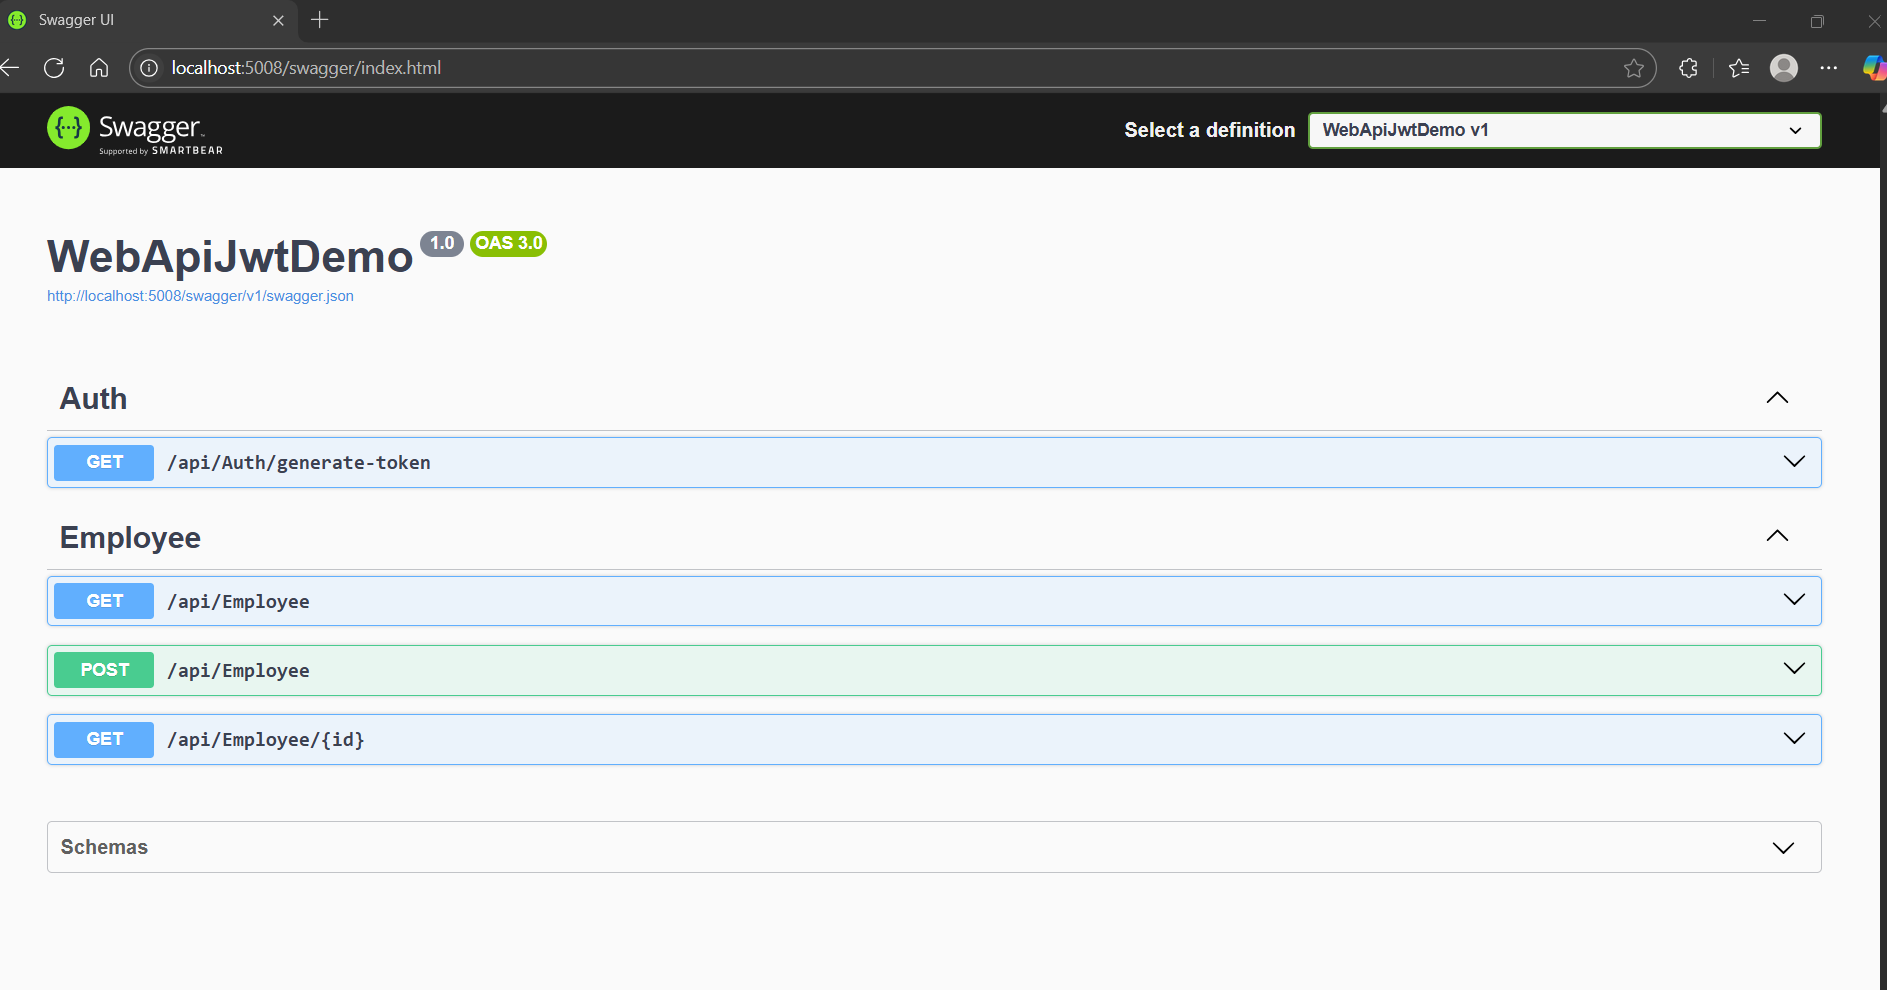 Swagger UI
localhost:5008/swagger/index.html
Swagger™
Supported by SMARTBEAR
Select a definition
WebApiJwtDemo v1
WebApiJwtDemo 1.0 OAS 3.0
http://localhost:5008/swagger/v1/swagger.json
Auth
GET /api/Auth/generate-token
Employee
GET /api/Employee
POST /api/Employee
GET /api/Employee/{id}
Schemas